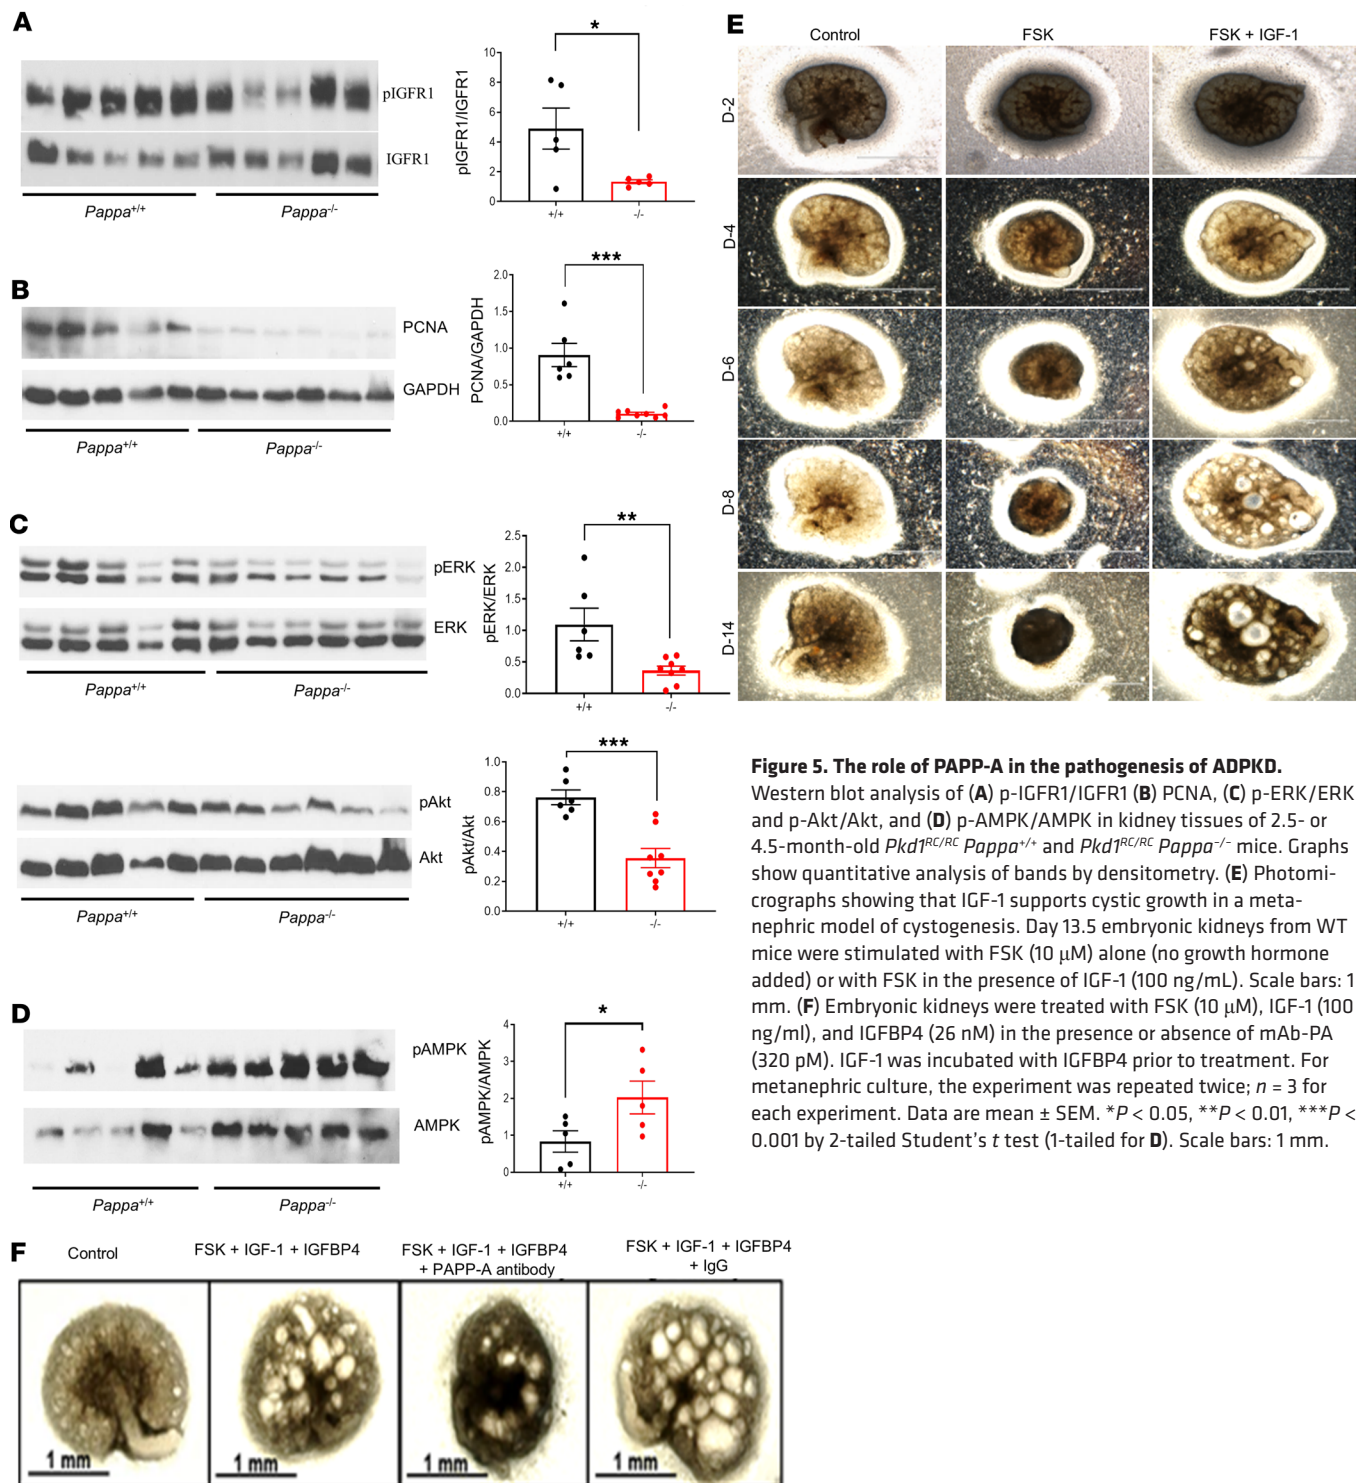 A
pIGFR1
IGFR1
Pappa+/+
Pappa-/-
pIGFR1/IGFR1
10
8
6
4
2
0
*
+/+
-/-
B
PCNA
GAPDH
Pappa+/+
Pappa-/-
PCNA/GAPDH
2.0
1.5
1.0
0.5
0.0
***
+/+
-/-
C
pERK
ERK
Pappa+/+
Pappa-/-
pERK/ERK
2.5
2.0
1.5
1.0
0.5
0.0
**
+/+
-/-
pAkt
Akt
Pappa+/+
Pappa-/-
pAkt/Akt
1.0
0.8
0.6
0.4
0.2
0.0
***
+/+
-/-
D
pAMPK
AMPK
Pappa+/+
Pappa-/-
pAMPK/AMPK
4
3
2
1
0
*
+/+
-/-
E
Control
FSK
FSK + IGF-1
D-2
D-4
D-6
D-8
D-14
Figure 5. The role of PAPP-A in the pathogenesis of ADPKD.
Western blot analysis of (A) p-IGFR1/IGFR1 (B) PCNA, (C) p-ERK/ERK
and p-Akt/Akt, and (D) p-AMPK/AMPK in kidney tissues of 2.5- or
4.5-month-old Pkd1RC/RC Pappa+/+ and Pkd1RC/RC Pappa−/− mice. Graphs
show quantitative analysis of bands by densitometry. (E) Photomi-
crographs showing that IGF-1 supports cystic growth in a meta-
nephric model of cystogenesis. Day 13.5 embryonic kidneys from WT
mice were stimulated with FSK (10 μM) alone (no growth hormone
added) or with FSK in the presence of IGF-1 (100 ng/mL). Scale bars: 1
mm. (F) Embryonic kidneys were treated with FSK (10 μM), IGF-1 (100
ng/ml), and IGFBP4 (26 nM) in the presence or absence of mAb-PA
(320 pM). IGF-1 was incubated with IGFBP4 prior to treatment. For
metanephric culture, the experiment was repeated twice; n = 3 for
each experiment. Data are mean ± SEM. *P < 0.05, **P < 0.01, ***P <
0.001 by 2-tailed Student's t test (1-tailed for D). Scale bars: 1 mm.
F
Control
FSK + IGF-1 + IGFBP4
FSK + IGF-1 + IGFBP4
+ PAPP-A antibody
FSK + IGF-1 + IGFBP4
+ IgG
1 mm
1 mm
1 mm
1 mm